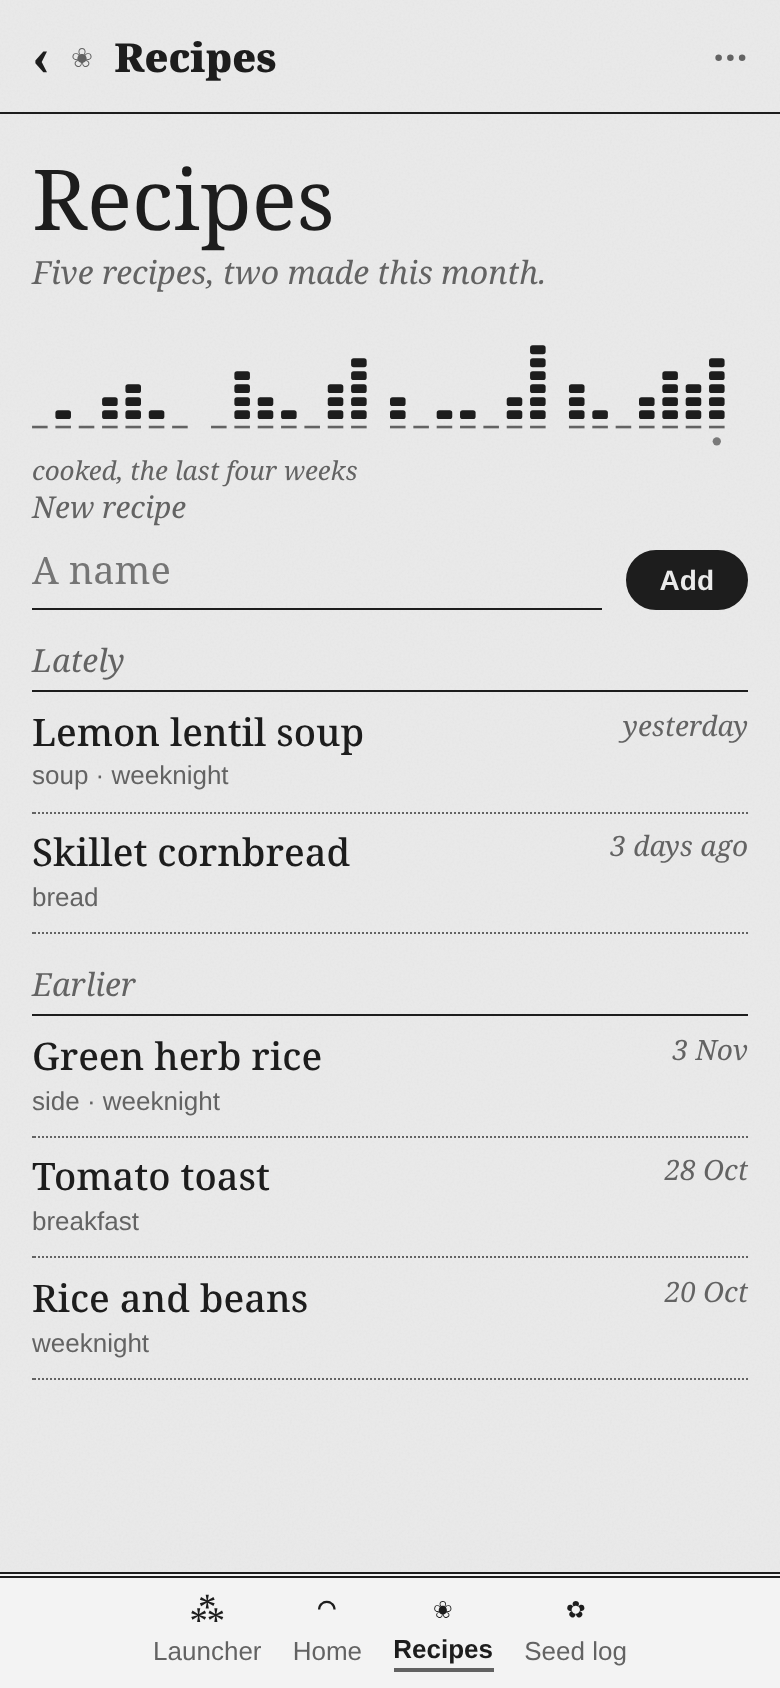 ‹ ❀ Recipes ···
Recipes
Five recipes, two made this month.
cooked, the last four weeks
New recipe
A name
Add
Lately
Lemon lentil soup
yesterday
soup · weeknight
Skillet cornbread
3 days ago
bread
Earlier
Green herb rice
3 Nov
side · weeknight
Tomato toast
28 Oct
breakfast
Rice and beans
20 Oct
weeknight
Launcher Home Recipes Seed log